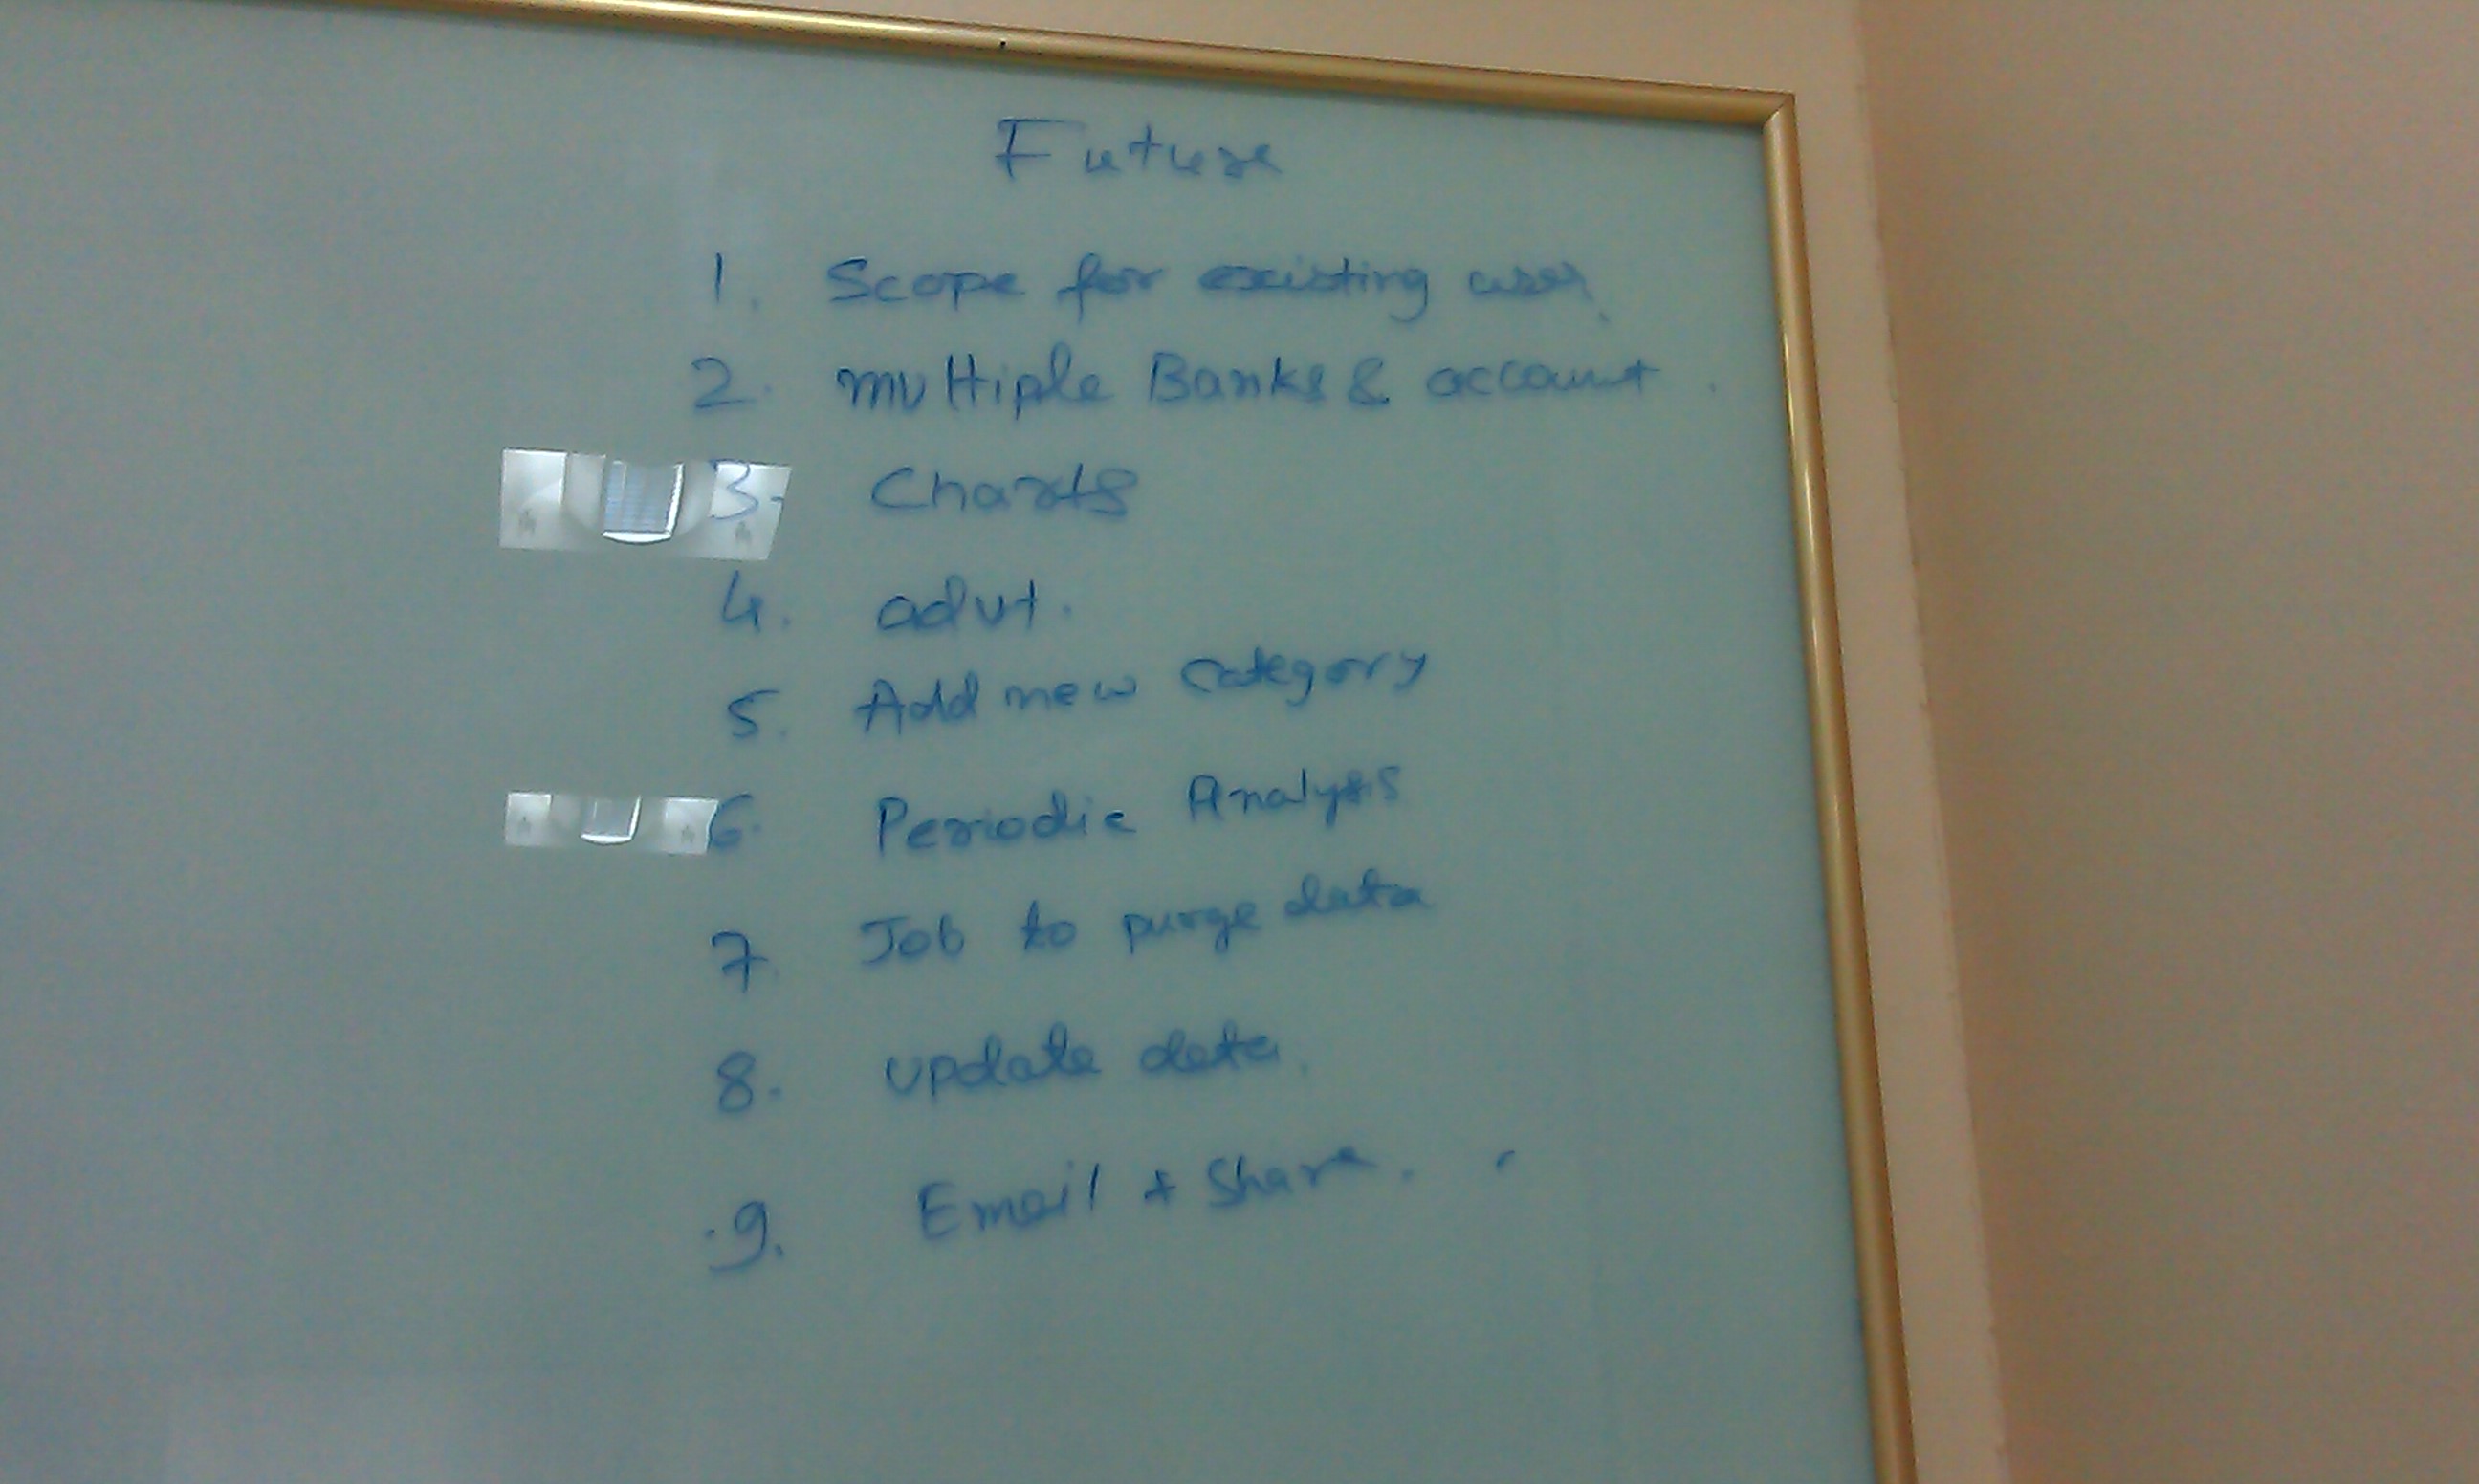 Future
1. Scope for existing user.
2. multiple Banks & account.
3. Charts
4. advt.
5. Add new Category
6. Periodic Analysis
7. Job to purge data
8. update data.
9. Email & Share.